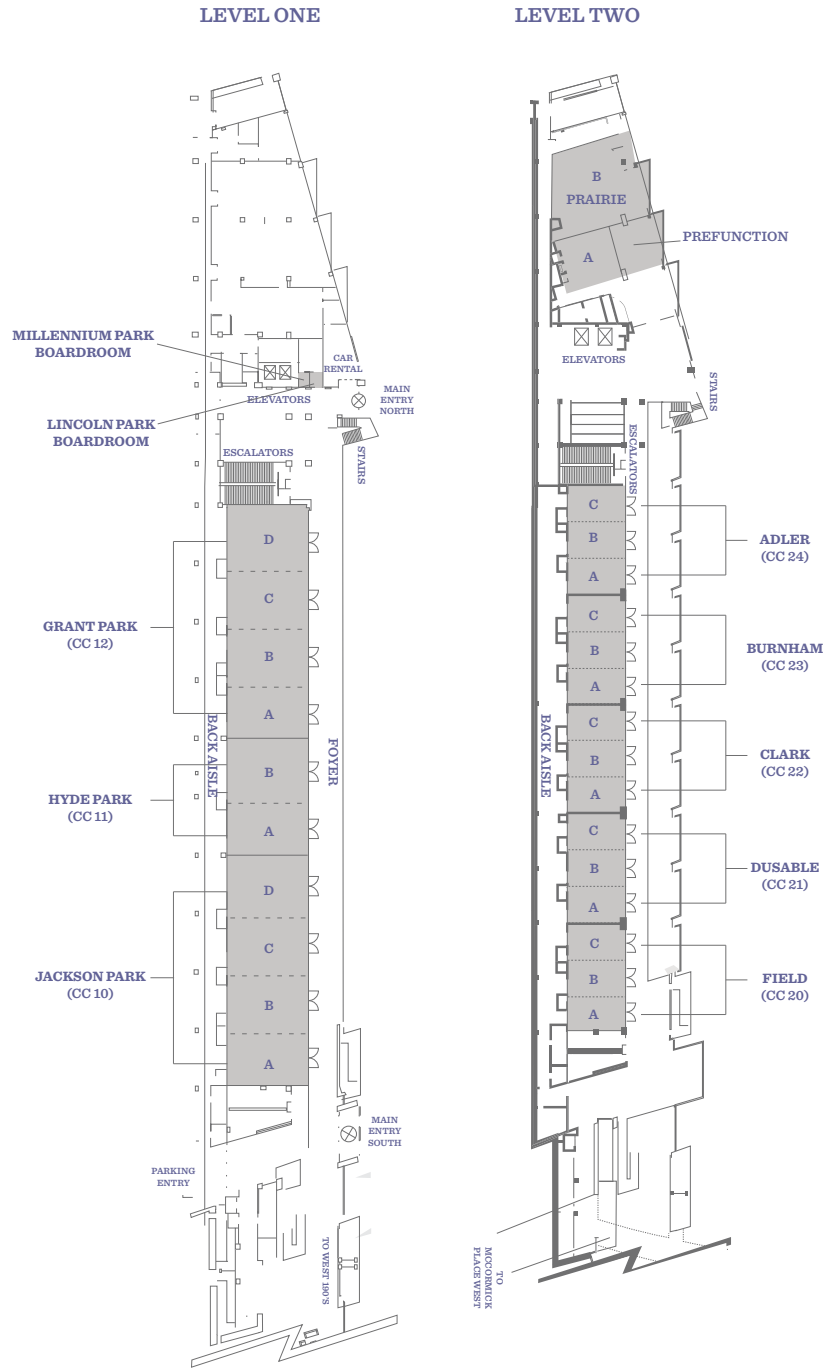 LEVEL ONE
MILLENNIUM PARK
BOARDROOM
LINCOLN PARK
BOARDROOM
CAR
RENTAL
ELEVATORS
MAIN
ENTRY
NORTH
STAIRS
ESCALATORS
D
C
B
A
GRANT PARK
(CC 12)
BACK AISLE
FOYER
B
A
HYDE PARK
(CC 11)
D
C
B
A
JACKSON PARK
(CC 10)
MAIN
ENTRY
SOUTH
PARKING
ENTRY
TO WEST 190'S
LEVEL TWO
B
PRAIRIE
A
PREFUNCTION
ELEVATORS
STAIRS
ESCALATORS
C
B
A
ADLER
(CC 24)
C
B
A
BURNHAM
(CC 23)
BACK AISLE
C
B
A
CLARK
(CC 22)
C
B
A
DUSABLE
(CC 21)
C
B
A
FIELD
(CC 20)
TO
MCCORMICK
PLACE WEST